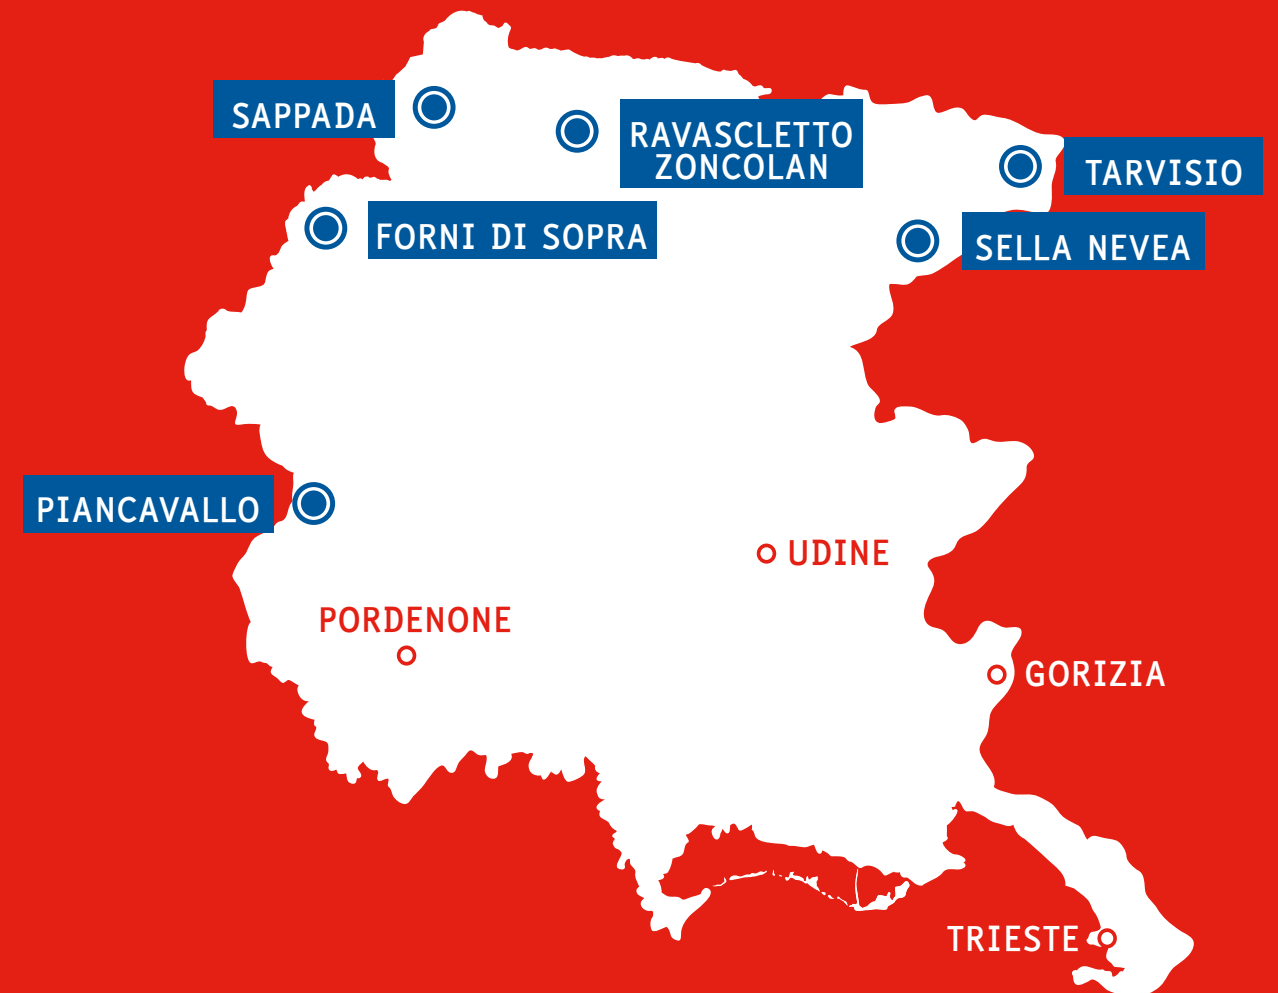 SAPPADA
RAVASCLETTO
ZONCOLAN
TARVISIO
FORNI DI SOPRA
SELLA NEVEA
PIANCAVALLO
UDINE
PORDENONE
GORIZIA
TRIESTE